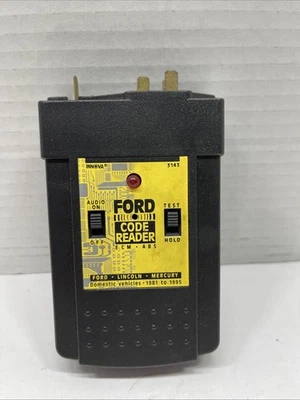 INNOVA 3143
FORD
AUDIO ON TEST
CODE
READER
OFF HOLD
ECM · ABS
FORD · LINCOLN · MERCURY
Domestic vehicles · 1981 to 1995